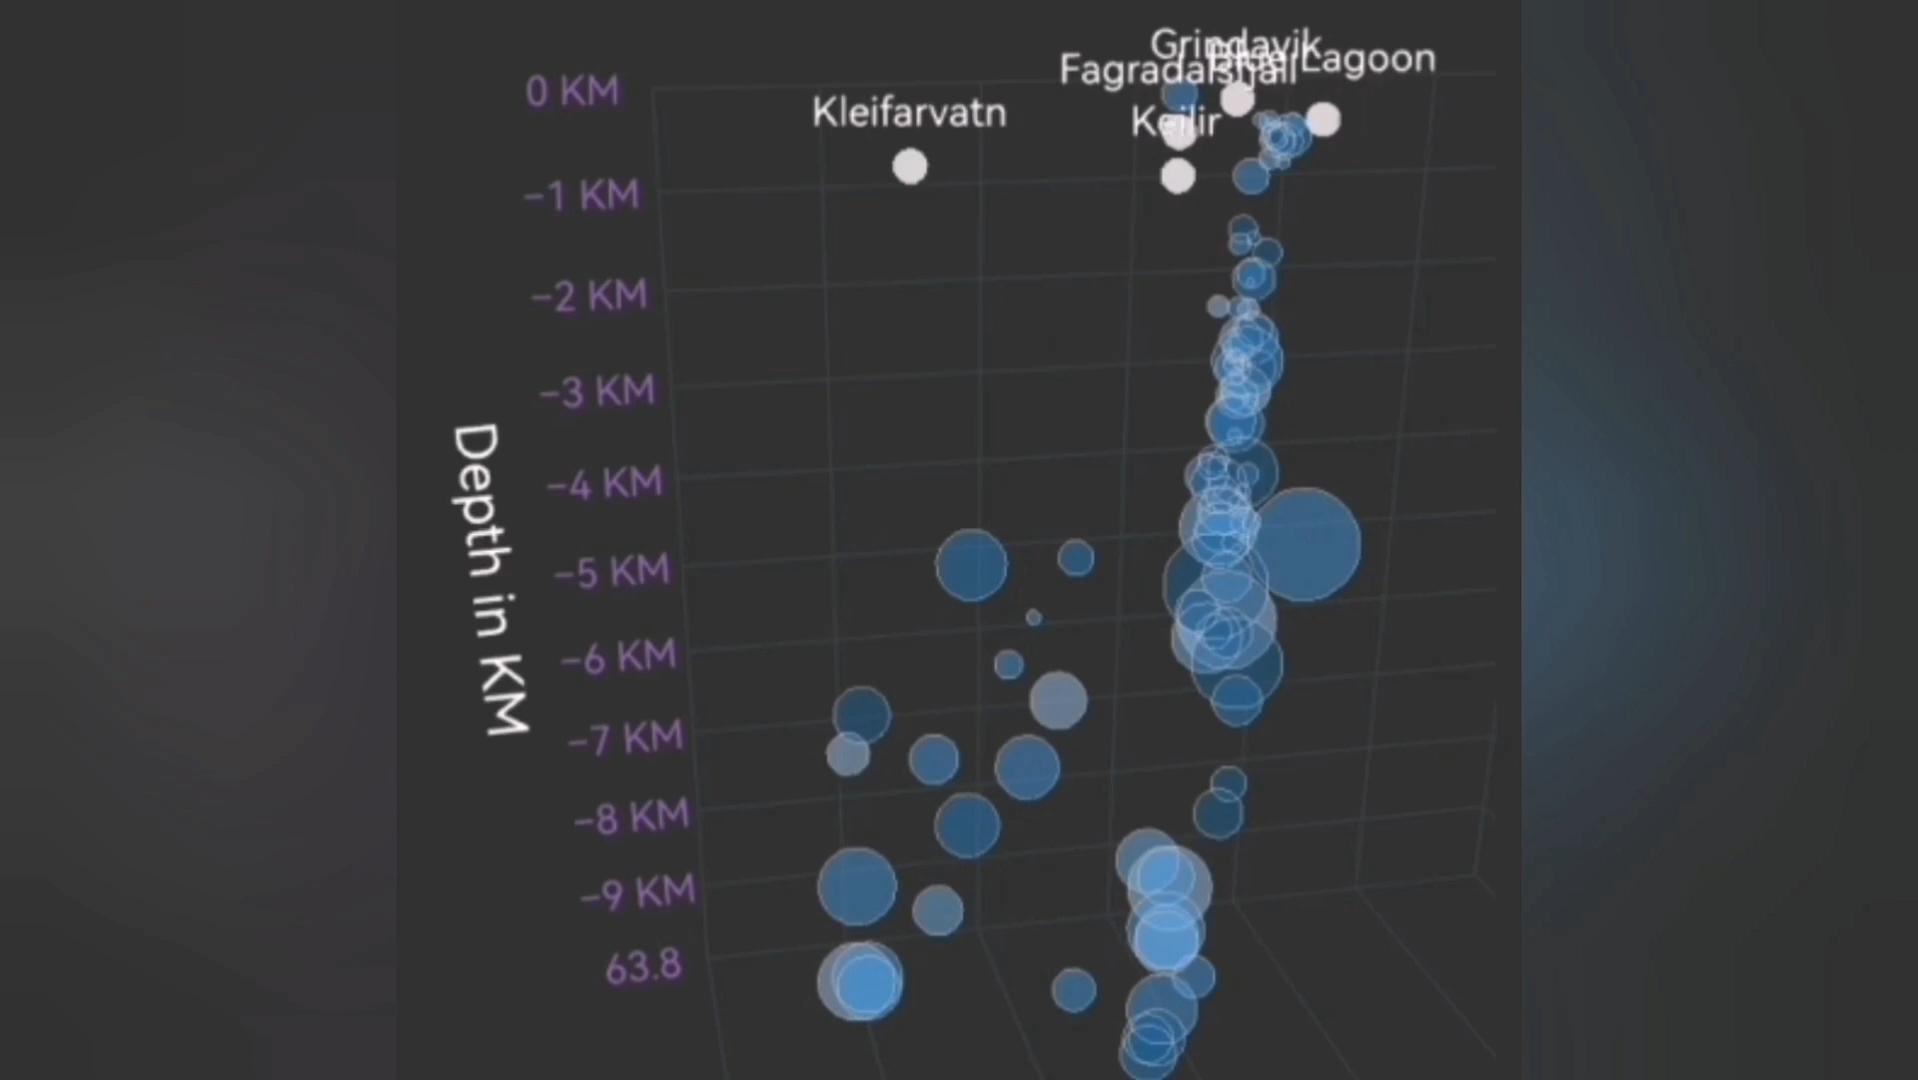 Grindavik
Lagoon
Fagradalsfjall
Kleifarvatn
Keilir
0 KM
-1 KM
-2 KM
-3 KM
-4 KM
-5 KM
-6 KM
-7 KM
-8 KM
-9 KM
63.8
Depth in KM